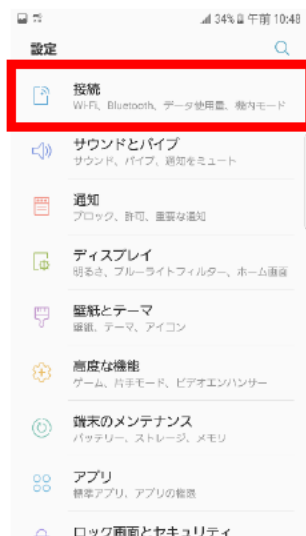 34% 午前 10:48
設定
接続
Wi-Fi、Bluetooth、データ使用量、機内モード
サウンドとバイブ
サウンド、バイブ、通知をミュート
通知
ブロック、許可、重要な通知
ディスプレイ
明るさ、ブルーライトフィルター、ホーム画面
壁紙とテーマ
壁紙、テーマ、アイコン
高度な機能
ゲーム、片手モード、ビデオエンハンサー
端末のメンテナンス
バッテリー、ストレージ、メモリ
アプリ
標準アプリ、アプリの権限
ロック画面とセキュリティ